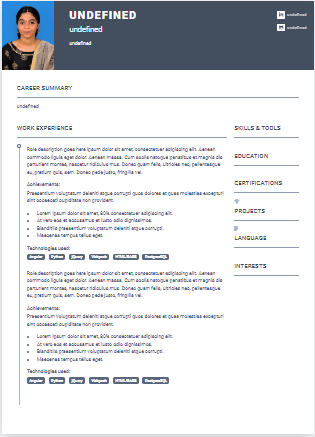 UNDEFINED
undefined
undefined
undefined
undefined
CAREER SUMMARY
undefined
WORK EXPERIENCE
Role description goes here ipsum dolor sit amet, consectetuer adipiscing elit. Aenean
commodo ligula eget dolor. Aenean massa. Cum sociis natoque penatibus et magnis dis
parturient montes, nascetur ridiculus mus. Donec quam felis, ultricies nec, pellentesque
eu, pretium quis, sem. Donec pede justo, fringilla vel.
Achievements:
Praesentium voluptatum deleniti atque corrupti quos dolores et quas molestias excepturi
sint occaecati cupiditate non provident.
Lorem ipsum dolor sit amet, 80% consectetuer adipiscing elit.
At vero eos et accusamus et iusto odio dignissimos.
Blanditiis praesentium voluptatum deleniti atque corrupti.
Maecenas tempus tellus eget.
Technologies used:
Angular Python jQuery Webpack HTML/SASS PostgresSQL
Role description goes here ipsum dolor sit amet, consectetuer adipiscing elit. Aenean
commodo ligula eget dolor. Aenean massa. Cum sociis natoque penatibus et magnis dis
parturient montes, nascetur ridiculus mus. Donec quam felis, ultricies nec, pellentesque
eu, pretium quis, sem. Donec pede justo, fringilla vel.
Achievements:
Praesentium voluptatum deleniti atque corrupti quos dolores et quas molestias excepturi
sint occaecati cupiditate non provident.
Lorem ipsum dolor sit amet, 80% consectetuer adipiscing elit.
At vero eos et accusamus et iusto odio dignissimos.
Blanditiis praesentium voluptatum deleniti atque corrupti.
Maecenas tempus tellus eget.
Technologies used:
Angular Python jQuery Webpack HTML/SASS PostgresSQL
SKILLS & TOOLS
EDUCATION
CERTIFICATIONS
PROJECTS
LANGUAGE
INTERESTS